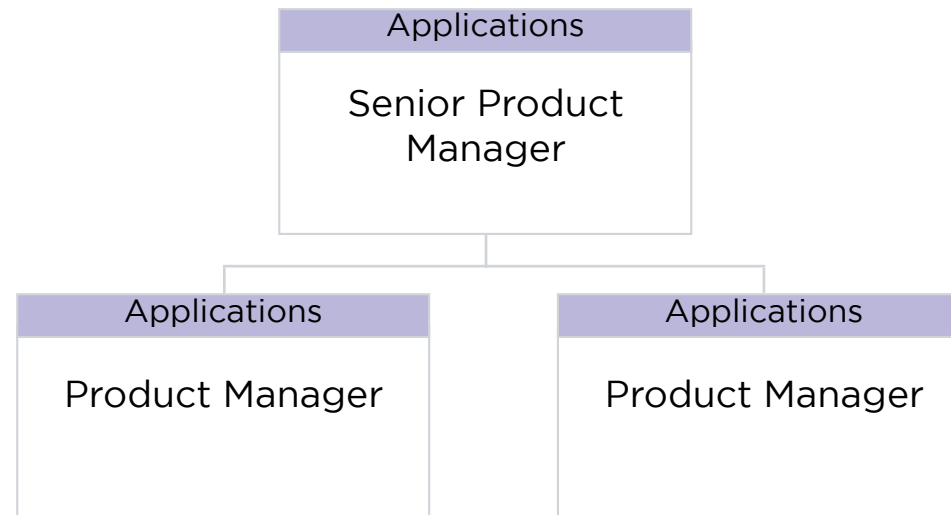 Applications
Senior Product
Manager
Applications
Product Manager
Applications
Product Manager